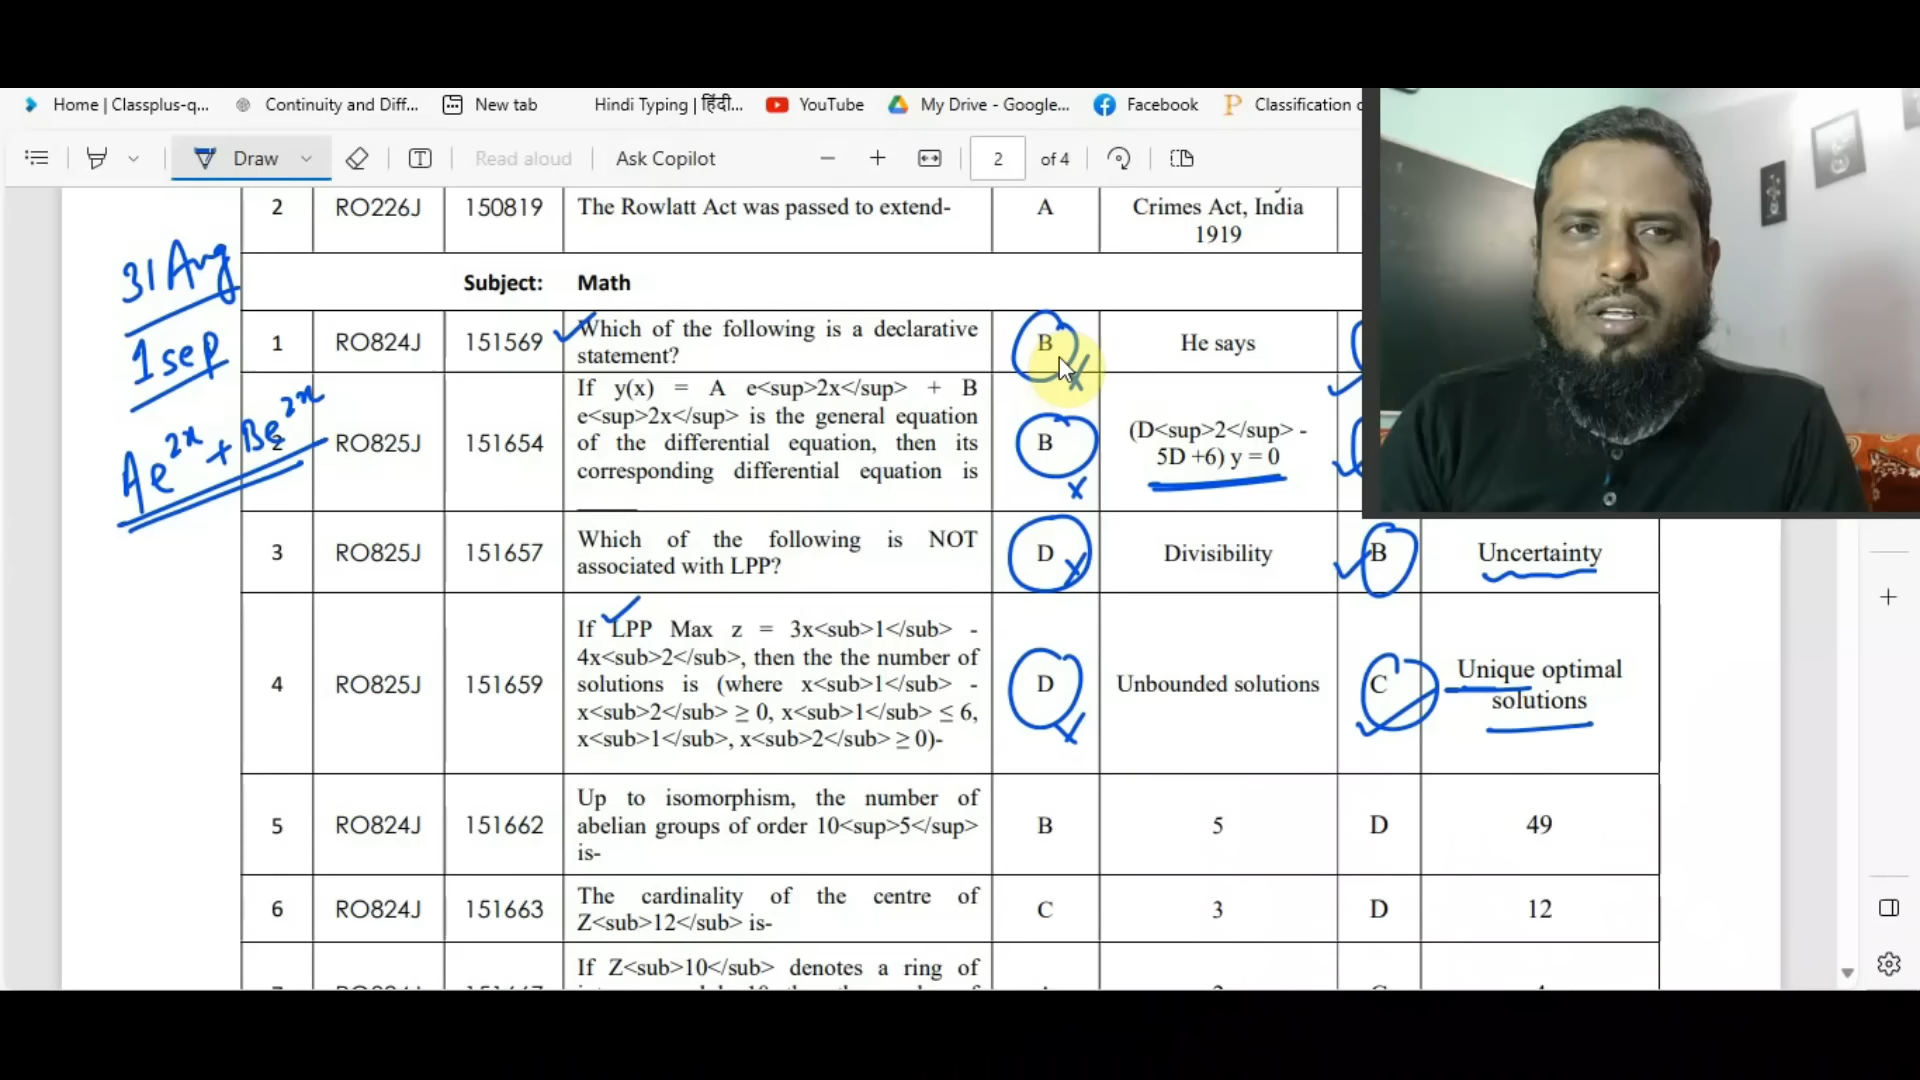 Home | Classplus-q...
Continuity and Diff...
New tab
Hindi Typing | हिंदी...
YouTube
My Drive - Google...
Facebook
Classification
Draw
Read aloud
Ask Copilot
2 of 4
2 RO226J 150819 The Rowlatt Act was passed to extend- A Crimes Act, India
1919
Subject: Math
31 Aug
1 sep
Ae^2x + Be^2x
1 RO824J 151569 Which of the following is a declarative
statement?
B He says
2 RO825J 151654 If y(x) = A e<sup>2x</sup> + B
e<sup>2x</sup> is the general equation
of the differential equation, then its
corresponding differential equation is
B (D<sup>2</sup> -
5D +6) y = 0
3 RO825J 151657 Which of the following is NOT
associated with LPP?
D Divisibility B Uncertainty
4 RO825J 151659 If LPP Max z = 3x<sub>1</sub> -
4x<sub>2</sub>, then the the number of
solutions is (where x<sub>1</sub> -
x<sub>2</sub> ≥ 0, x<sub>1</sub> ≤ 6,
x<sub>1</sub>, x<sub>2</sub> ≥ 0)-
D Unbounded solutions C Unique optimal
solutions
5 RO824J 151662 Up to isomorphism, the number of
abelian groups of order 10<sup>5</sup>
is-
B 5 D 49
6 RO824J 151663 The cardinality of the centre of
Z<sub>12</sub> is-
C 3 D 12
If Z<sub>10</sub> denotes a ring of